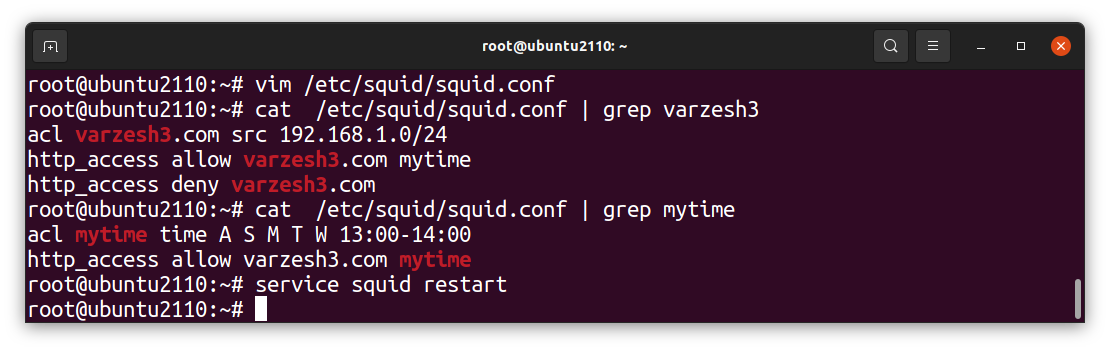 root@ubuntu2110: ~
root@ubuntu2110:~# vim /etc/squid/squid.conf
root@ubuntu2110:~# cat  /etc/squid/squid.conf | grep varzesh3
acl varzesh3.com src 192.168.1.0/24
http_access allow varzesh3.com mytime
http_access deny varzesh3.com
root@ubuntu2110:~# cat  /etc/squid/squid.conf | grep mytime
acl mytime time A S M T W 13:00-14:00
http_access allow varzesh3.com mytime
root@ubuntu2110:~# service squid restart
root@ubuntu2110:~#